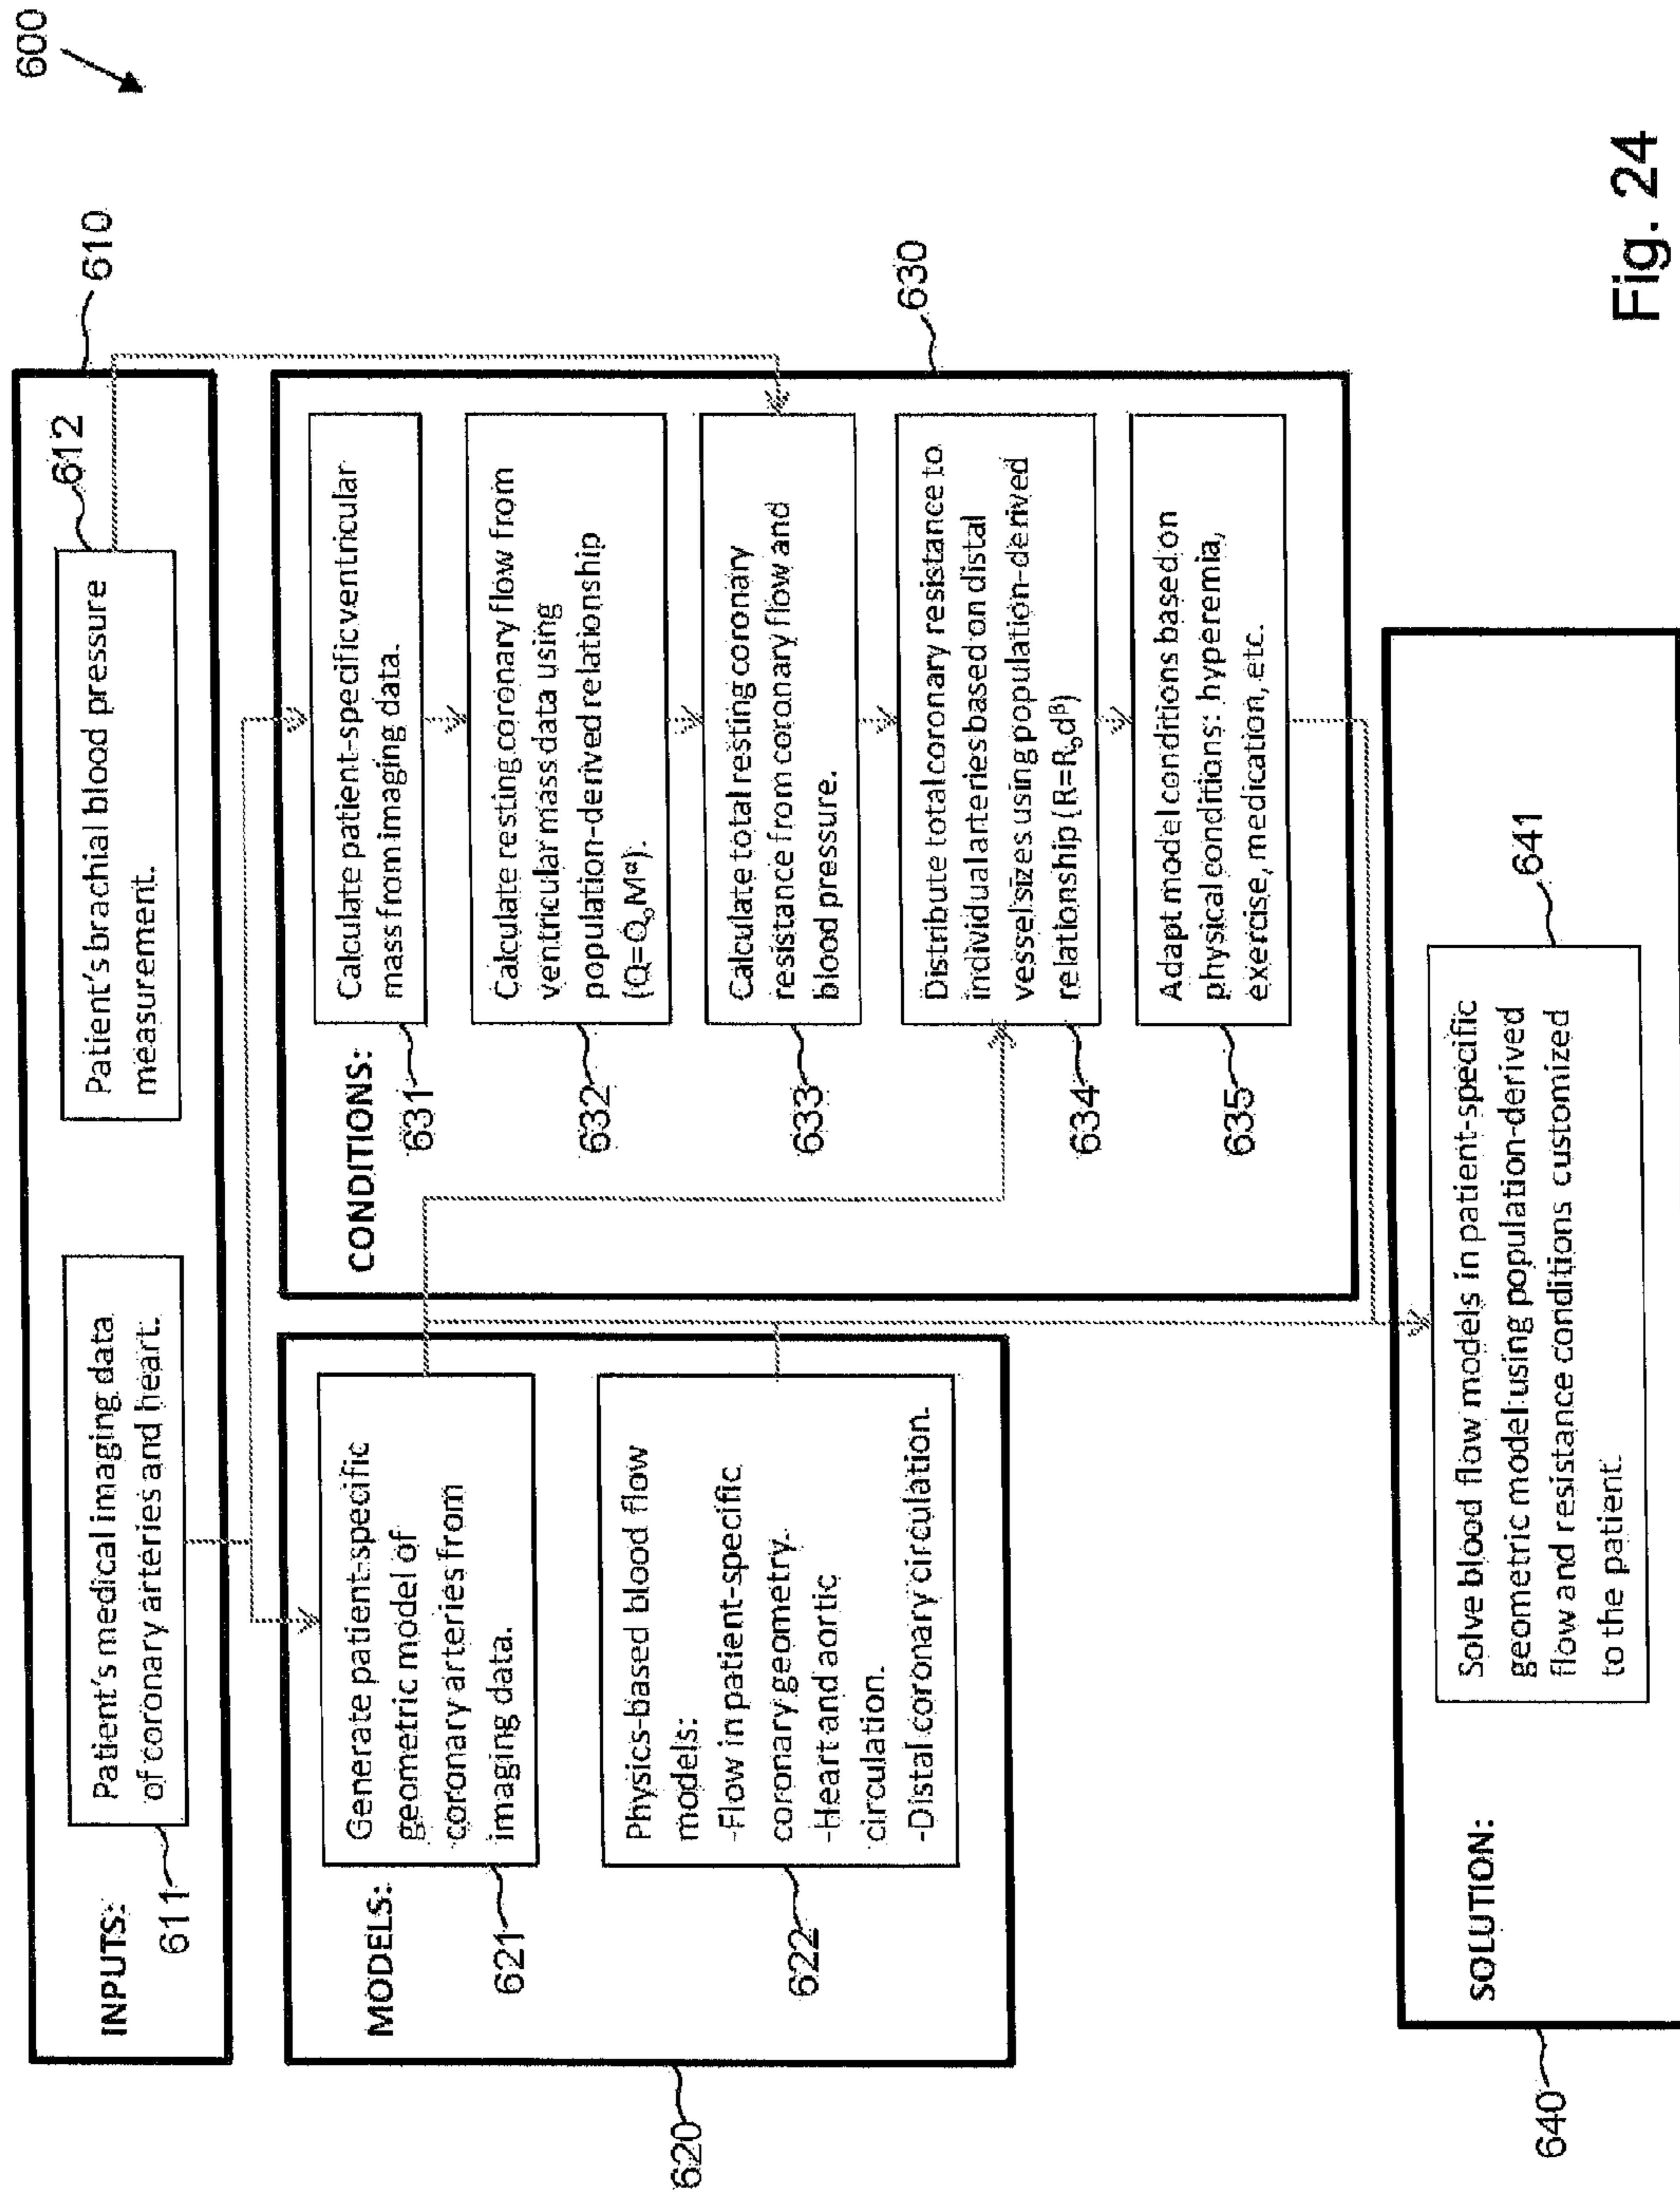 600
INPUTS:
610
611
Patient's medical imaging data
of coronary arteries and heart.
612
Patient's brachial blood pressure
measurement.
MODELS:
620
621
Generate patient-specific
geometric model of
coronary arteries from
imaging data.
622
Physics-based blood flow
models:
-Flow in patient-specific
coronary geometry.
-Heart and aortic
circulation.
-Distal coronary circulation.
CONDITIONS:
630
631
Calculate patient-specific ventricular
mass from imaging data.
632
Calculate resting coronary flow from
ventricular mass data using
population-derived relationship
(Q=QₒMᵅ).
633
Calculate total resting coronary
resistance from coronary flow and
blood pressure.
634
Distribute total coronary resistance to
individual arteries based on distal
vessel sizes using population-derived
relationship (R=Rₒdᵝ)
635
Adapt model conditions based on
physical conditions: hyperemia,
exercise, medication, etc.
SOLUTION:
640
641
Solve blood flow models in patient-specific
geometric model using population-derived
flow and resistance conditions customized
to the patient.
Fig. 24